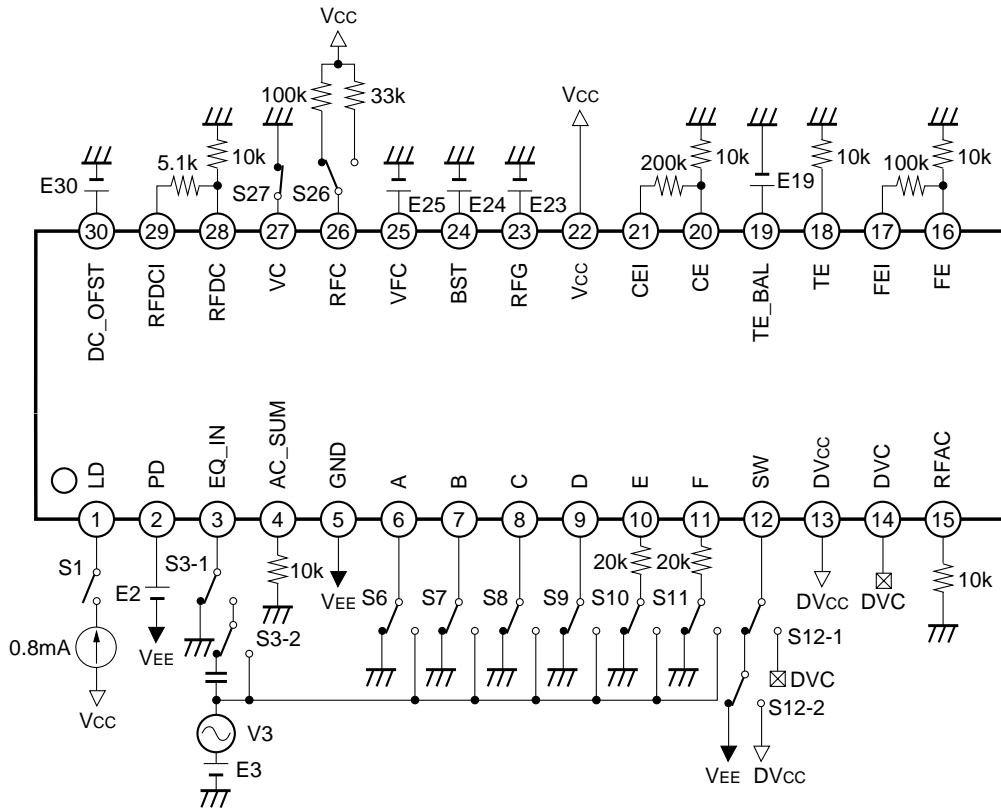 Vcc
100k
33k
Vcc
5.1k
10k
200k
10k
10k
100k
10k
E30
S27
S26
E25
E24
E23
E19
30
29
28
27
26
25
24
23
22
21
20
19
18
17
16
DC_OFST
RFDCI
RFDC
VC
RFC
VFC
BST
RFG
Vcc
CEI
CE
TE_BAL
TE
FEI
FE
LD
PD
EQ_IN
AC_SUM
GND
A
B
C
D
E
F
SW
DVcc
DVC
RFAC
1
2
3
4
5
6
7
8
9
10
11
12
13
14
15
S1
S3-1
10k
20k
20k
10k
E2
VEE
S6
S7
S8
S9
S10
S11
DVcc
DVC
0.8mA
VEE
S3-2
S12-1
DVC
S12-2
Vcc
V3
E3
VEE
DVcc